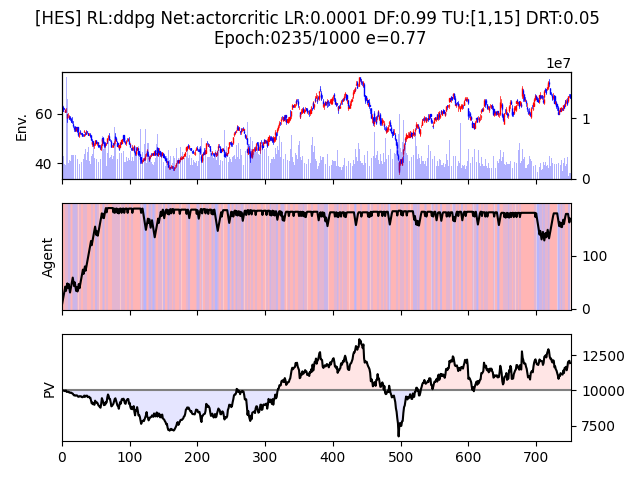 [HES] RL:ddpg Net:actorcritic LR:0.0001 DF:0.99 TU:[1,15] DRT:0.05
Epoch:0235/1000 e=0.77
1e7
Env.
60
40
1
0
Agent
100
0
PV
12500
10000
7500
0 100 200 300 400 500 600 700